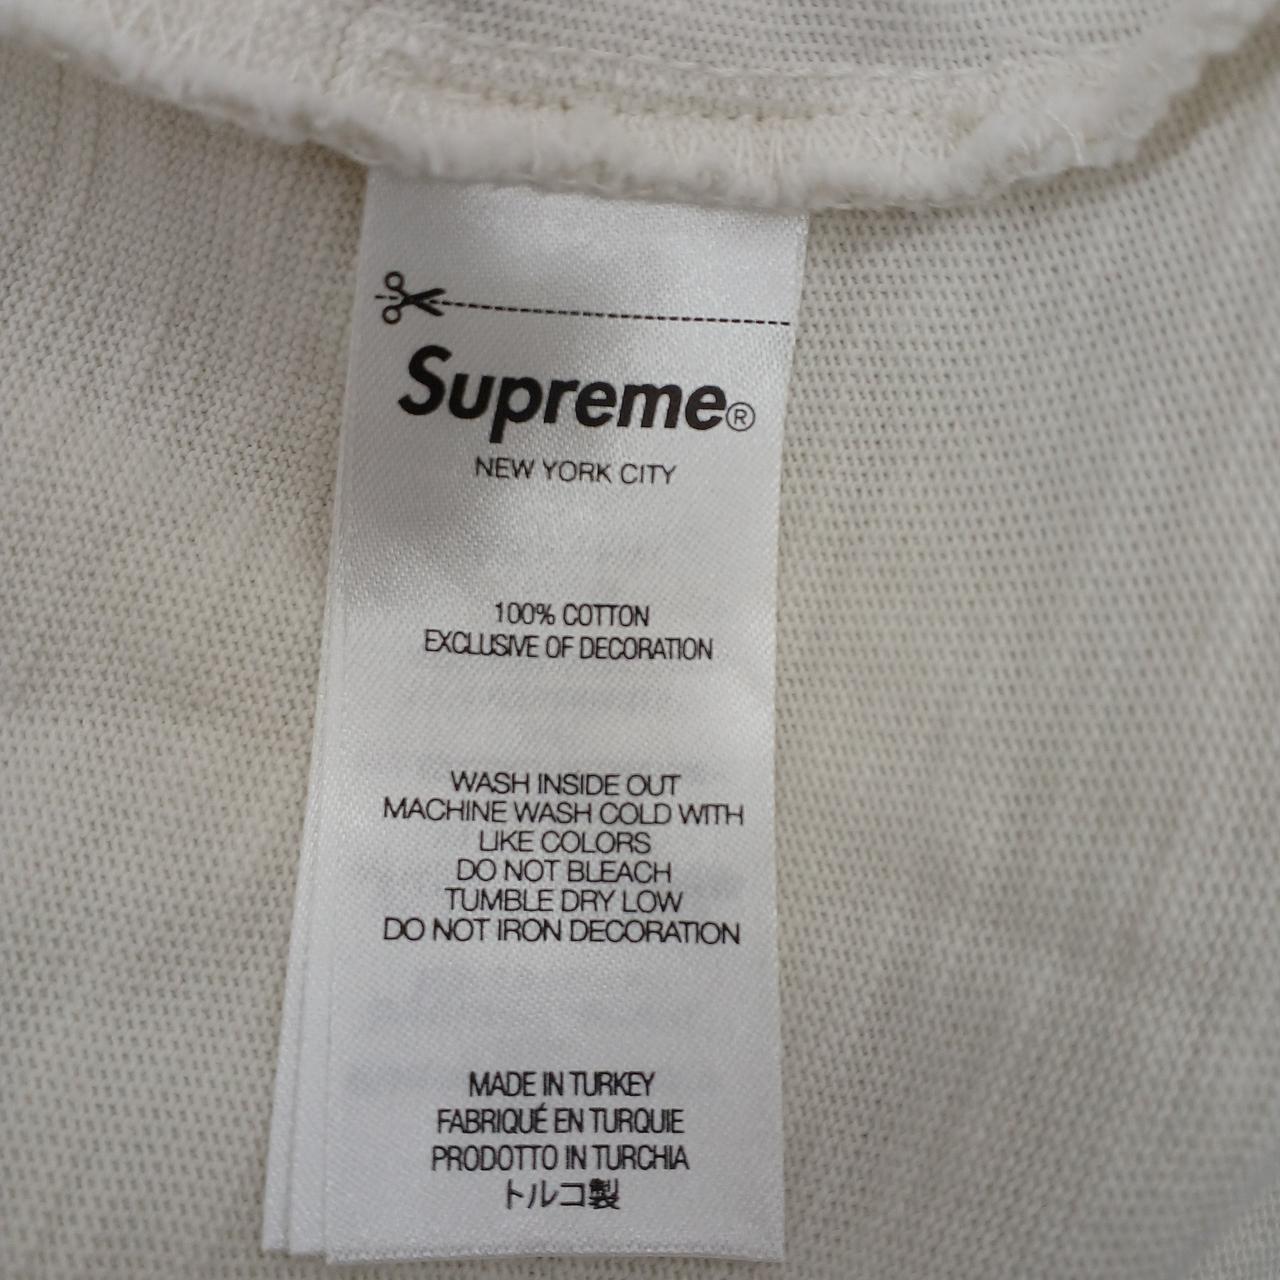 Supreme®
NEW YORK CITY
100% COTTON
EXCLUSIVE OF DECORATION
WASH INSIDE OUT
MACHINE WASH COLD WITH
LIKE COLORS
DO NOT BLEACH
TUMBLE DRY LOW
DO NOT IRON DECORATION
MADE IN TURKEY
FABRIQUÉ EN TURQUIE
PRODOTTO IN TURCHIA
トルコ製